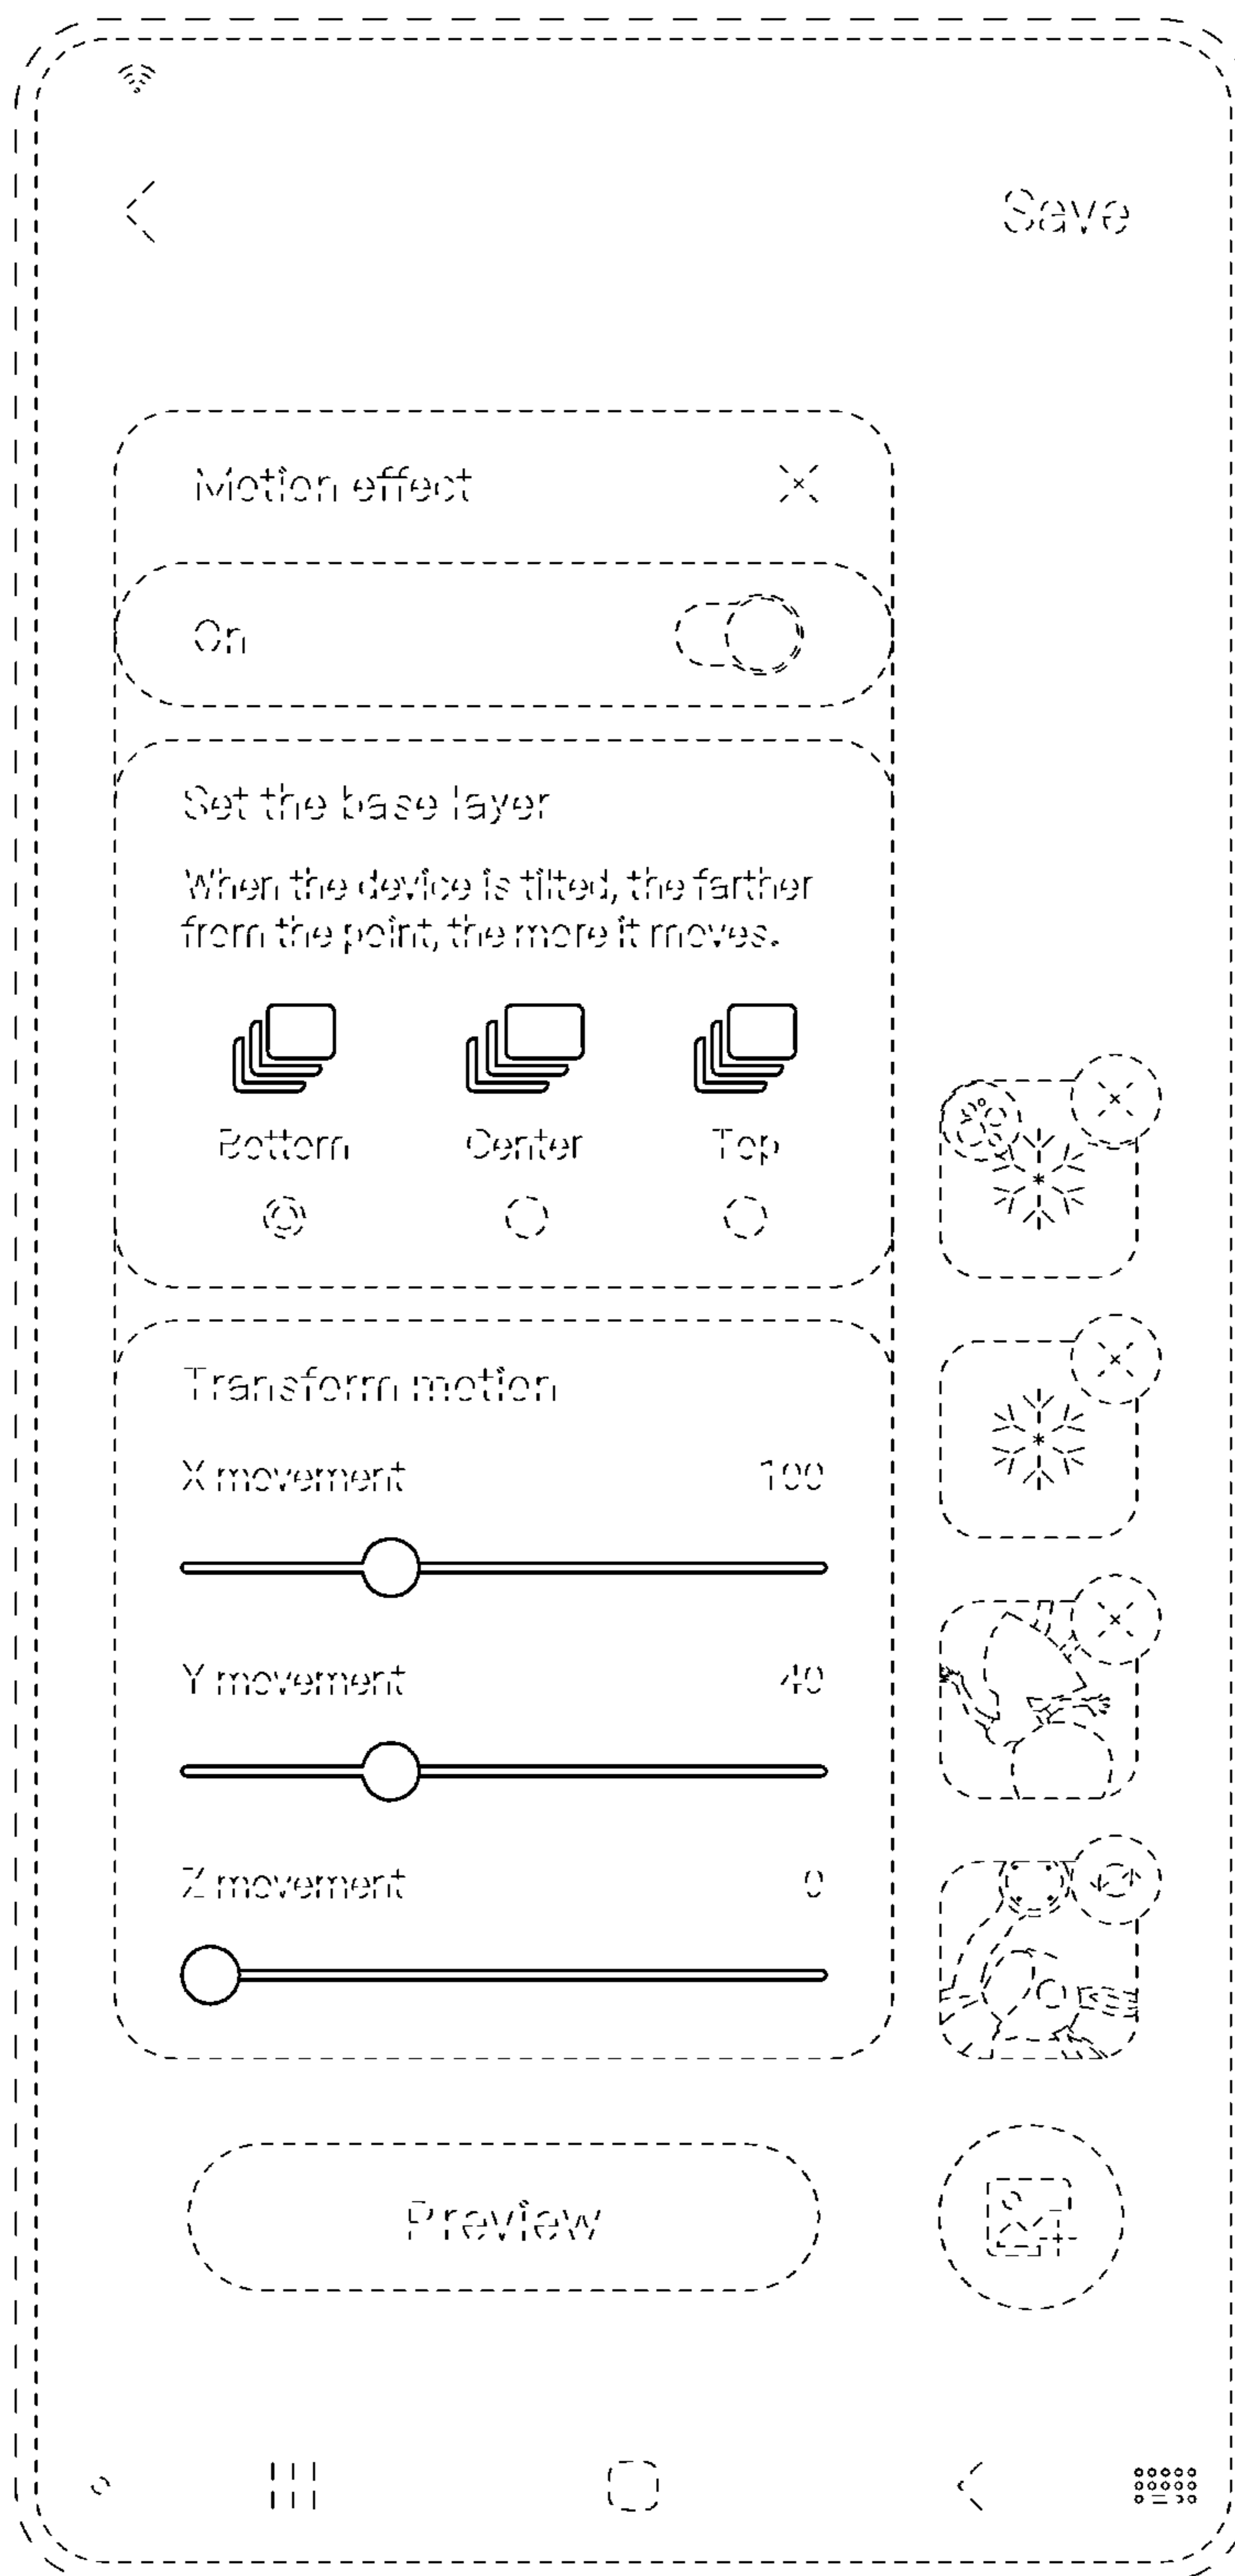 Save
Motion effect
On
Set the base layer
When the device is tilted, the farther
from the point, the more it moves.
Bottom Center Top
Transform motion
X movement 100
Y movement 40
Z movement 0
Preview